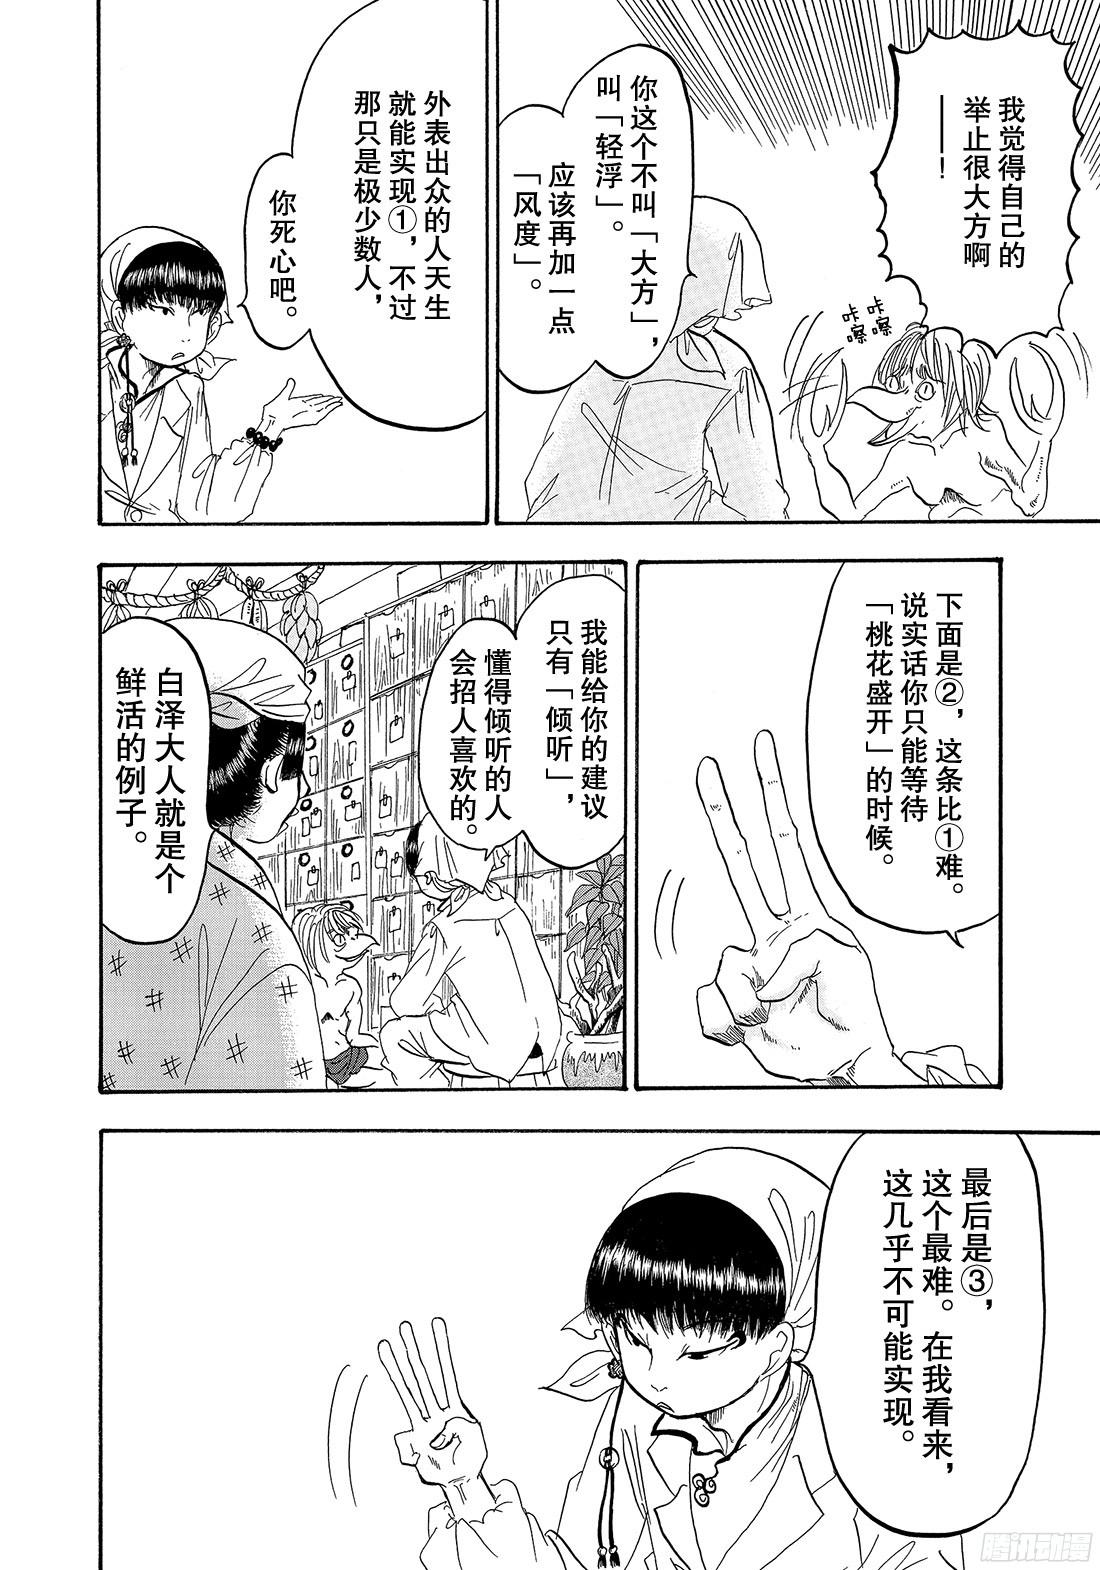 我觉得自己的
举止很大方啊
——！
咔嚓
咔嚓
你这个不叫「大方」，
叫「轻浮」。
应该再加一点
「风度」。
外表出众的人天生
就能实现①，不过
那只是极少数人，
你死心吧。
下面是②，这条比①难。
说实话你只能等待
「桃花盛开」的时候。
我能给你的建议
只有「倾听」，
懂得倾听的人
会招人喜欢的。
白泽大人就是个
鲜活的例子。
最后是③，
这个最难。在我看来，
这几乎不可能实现。
腾讯动漫